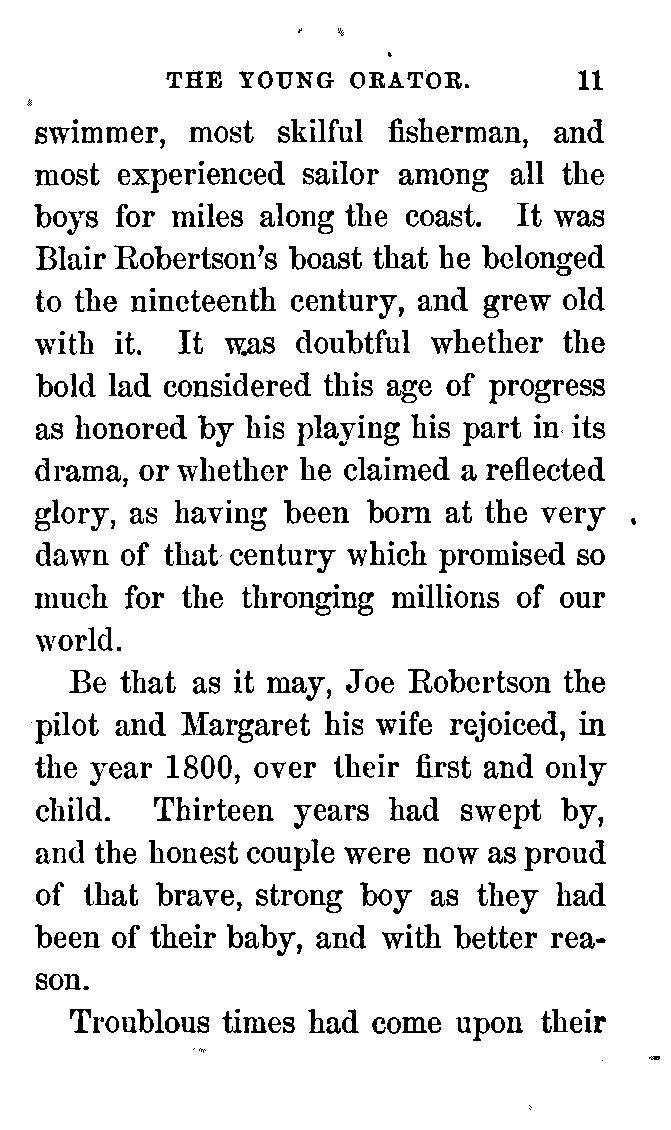 THE YOUNG ORATOR. 11
swimmer, most skilful fisherman, and
most experienced sailor among all the
boys for miles along the coast. It was
Blair Robertson's boast that he belonged
to the nineteenth century, and grew old
with it. It was doubtful whether the
bold lad considered this age of progress
as honored by his playing his part in its
drama, or whether he claimed a reflected
glory, as having been born at the very
dawn of that century which promised so
much for the thronging millions of our
world.
Be that as it may, Joe Robertson the
pilot and Margaret his wife rejoiced, in
the year 1800, over their first and only
child. Thirteen years had swept by,
and the honest couple were now as proud
of that brave, strong boy as they had
been of their baby, and with better rea-
son.
Troublous times had come upon their